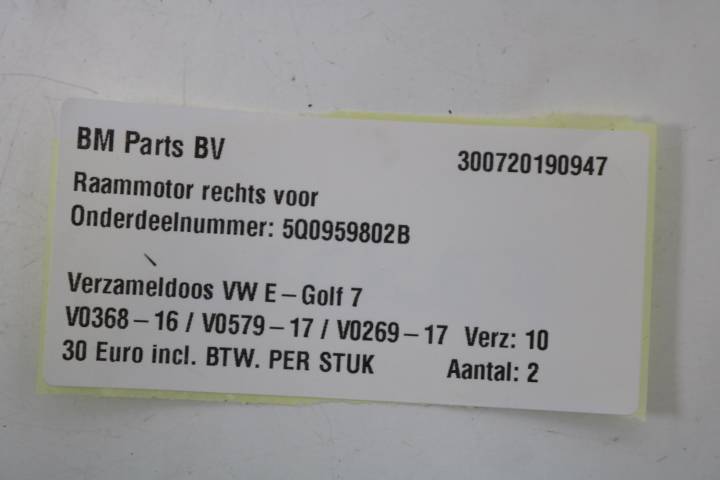 BM Parts BV 300720190947
Raammotor rechts voor
Onderdeelnummer: 5Q0959802B
Verzameldoos VW E-Golf 7
V0368-16 / V0579-17 / V0269-17 Verz: 10
30 Euro incl. BTW. PER STUK Aantal: 2